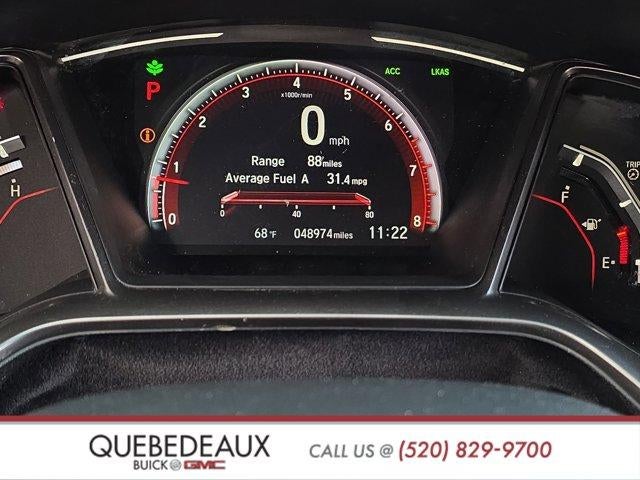 ACC LKAS
P
x1000r/min
0 1 2 3 4 5 6 7 8
0 mph
Range 88 miles
Average Fuel A 31.4 mpg
0 40 80
68 °F 048974 miles 11:22
H
TRIP
F
E
QUEBEDEAUX
BUICK GMC
CALL US @ (520) 829-9700